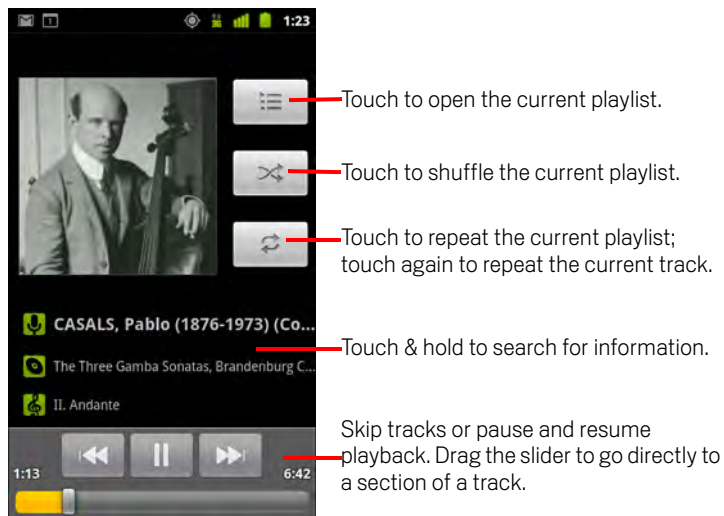 1:23
Touch to open the current playlist.
Touch to shuffle the current playlist.
Touch to repeat the current playlist;
touch again to repeat the current track.
CASALS, Pablo (1876-1973) (Co...
The Three Gamba Sonatas, Brandenburg C...
II. Andante
Touch & hold to search for information.
1:13
6:42
Skip tracks or pause and resume
playback. Drag the slider to go directly to
a section of a track.